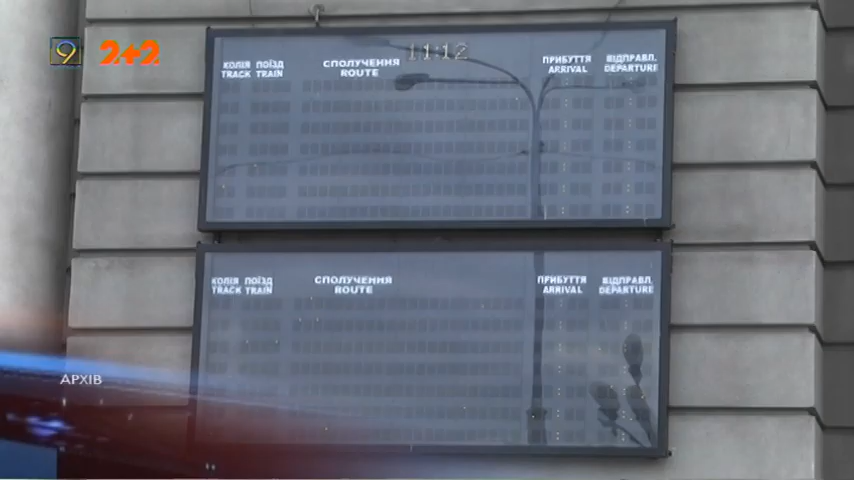 9 2+2
11:12
КОЛІЯ ПОЇЗД СПОЛУЧЕННЯ ПРИБУТТЯ ВІДПРАВЛ.
TRACK TRAIN ROUTE ARRIVAL DEPARTURE
КОЛІЯ ПОЇЗД СПОЛУЧЕННЯ ПРИБУТТЯ ВІДПРАВЛ.
TRACK TRAIN ROUTE ARRIVAL DEPARTURE
АРХІВ